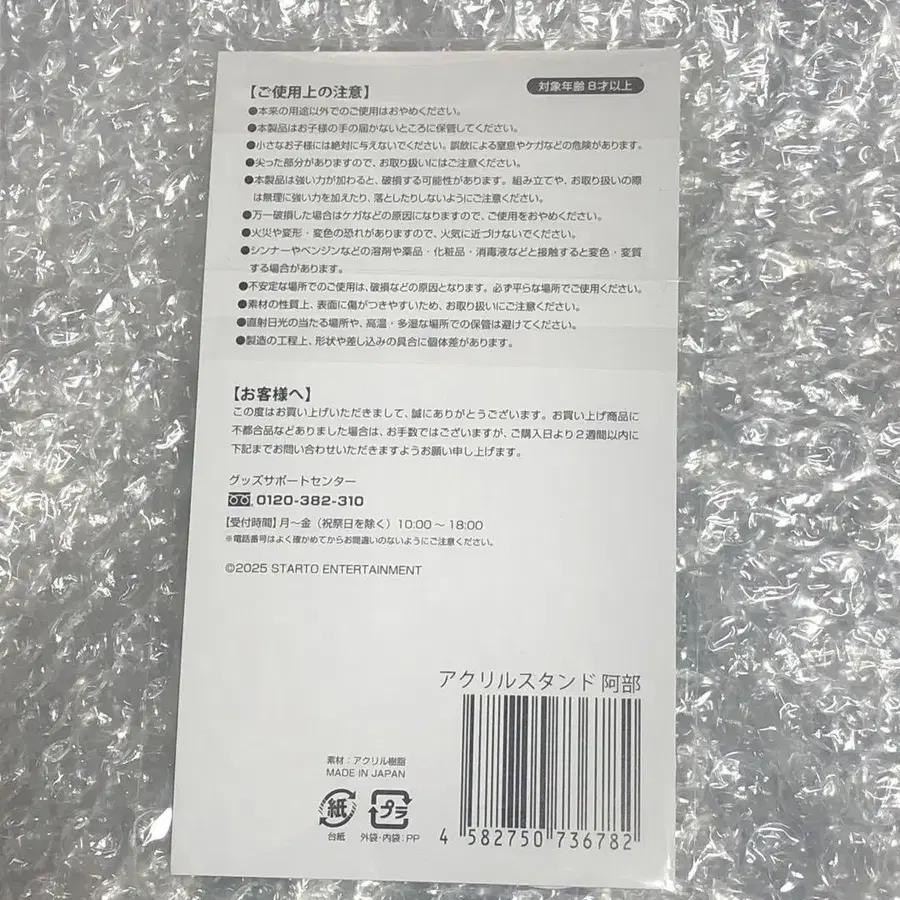 【ご使用上の注意】
対象年齢 8才以上
●本来の用途以外でのご使用はおやめください。
●本製品はお子様の手の届かないところに保管してください。
●小さなお子様には絶対に与えないでください。誤飲による窒息やケガなどの危険があります。
●尖った部分がありますので、お取り扱いにはご注意ください。
●本製品は強い力が加わると、破損する可能性があります。組み立てや、お取り扱いの際
は無理に強い力を加えたり、落としたりしないようにご注意ください。
●万一破損した場合はケガなどの原因になりますので、ご使用をおやめください。
●火災や変形・変色の恐れがありますので、火気に近づけないでください。
●シンナーやベンジンなどの溶剤や薬品・化粧品・消毒液などと接触すると変色・変質
する場合があります。
●不安定な場所でのご使用は、破損などの原因となります。必ず平らな場所でご使用ください。
●素材の性質上、表面に傷がつきやすいため、お取り扱いにご注意ください。
●直射日光の当たる場所や、高温・多湿な場所での保管は避けてください。
●製造の工程上、形状や差し込みの具合に個体差があります。
【お客様へ】
この度はお買い上げいただきまして、誠にありがとうございます。お買い上げ商品に
不都合品などありました場合は、お手数ではございますが、ご購入日より2週間以内に
下記までお問い合わせいただきますようお願い申し上げます。
グッズサポートセンター
0120-382-310
【受付時間】月～金（祝祭日を除く）10:00～18:00
※電話番号はよく確かめてからお間違いのないようにご注意ください。
©2025 STARTO ENTERTAINMENT
アクリルスタンド 阿部
素材：アクリル樹脂
MADE IN JAPAN
紙
プラ
台紙
外袋・内袋：PP
4 582750 736782